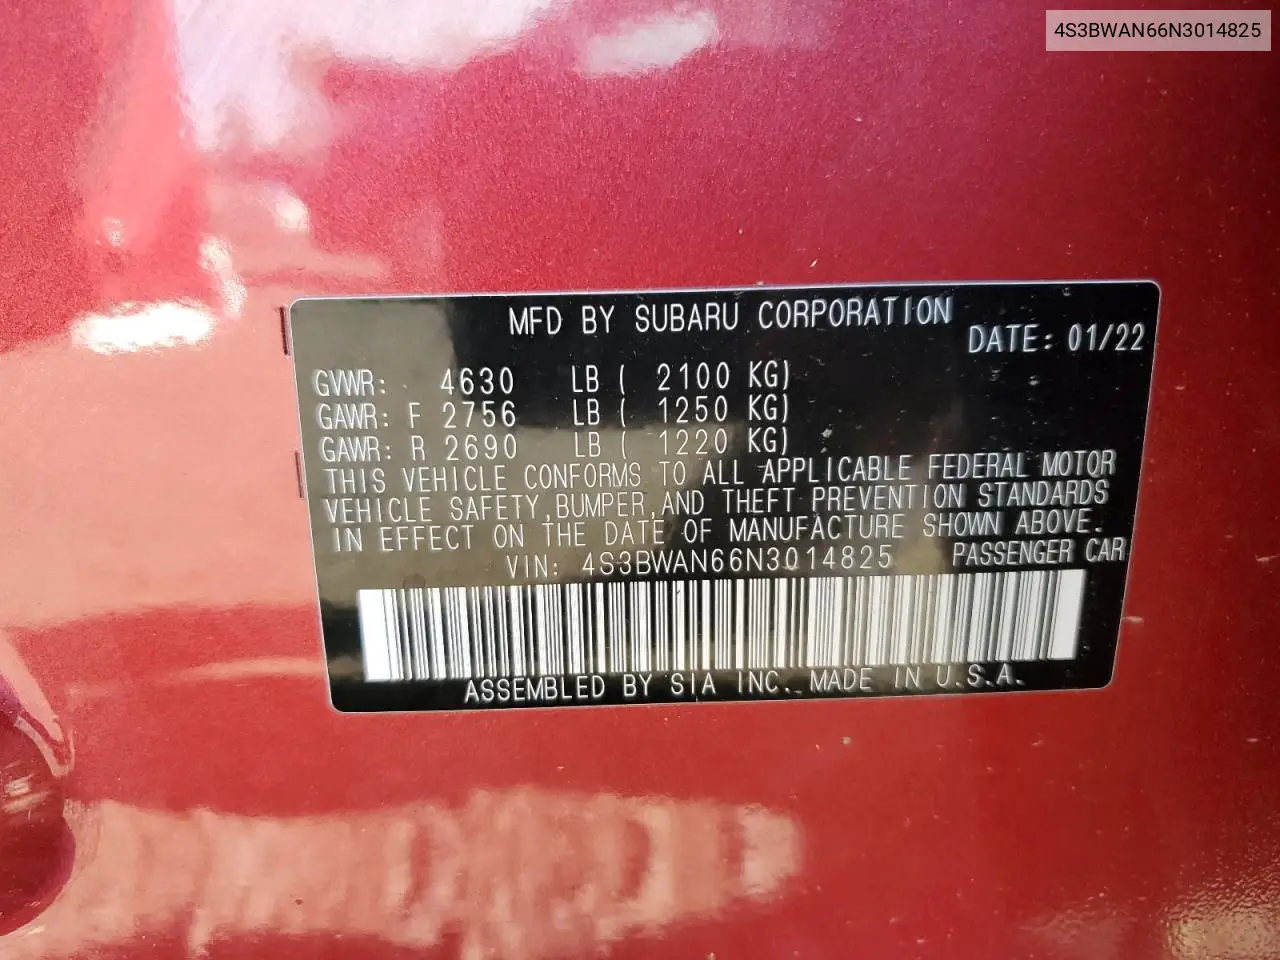 4S3BWAN66N3014825
MFD BY SUBARU CORPORATION
DATE: 01/22
GVWR: 4630 LB ( 2100 KG)
GAWR: F 2756 LB ( 1250 KG)
GAWR: R 2690 LB ( 1220 KG)
THIS VEHICLE CONFORMS TO ALL APPLICABLE FEDERAL MOTOR
VEHICLE SAFETY,BUMPER,AND THEFT PREVENTION STANDARDS
IN EFFECT ON THE DATE OF MANUFACTURE SHOWN ABOVE.
VIN: 4S3BWAN66N3014825 PASSENGER CAR
ASSEMBLED BY SIA INC. MADE IN U.S.A.